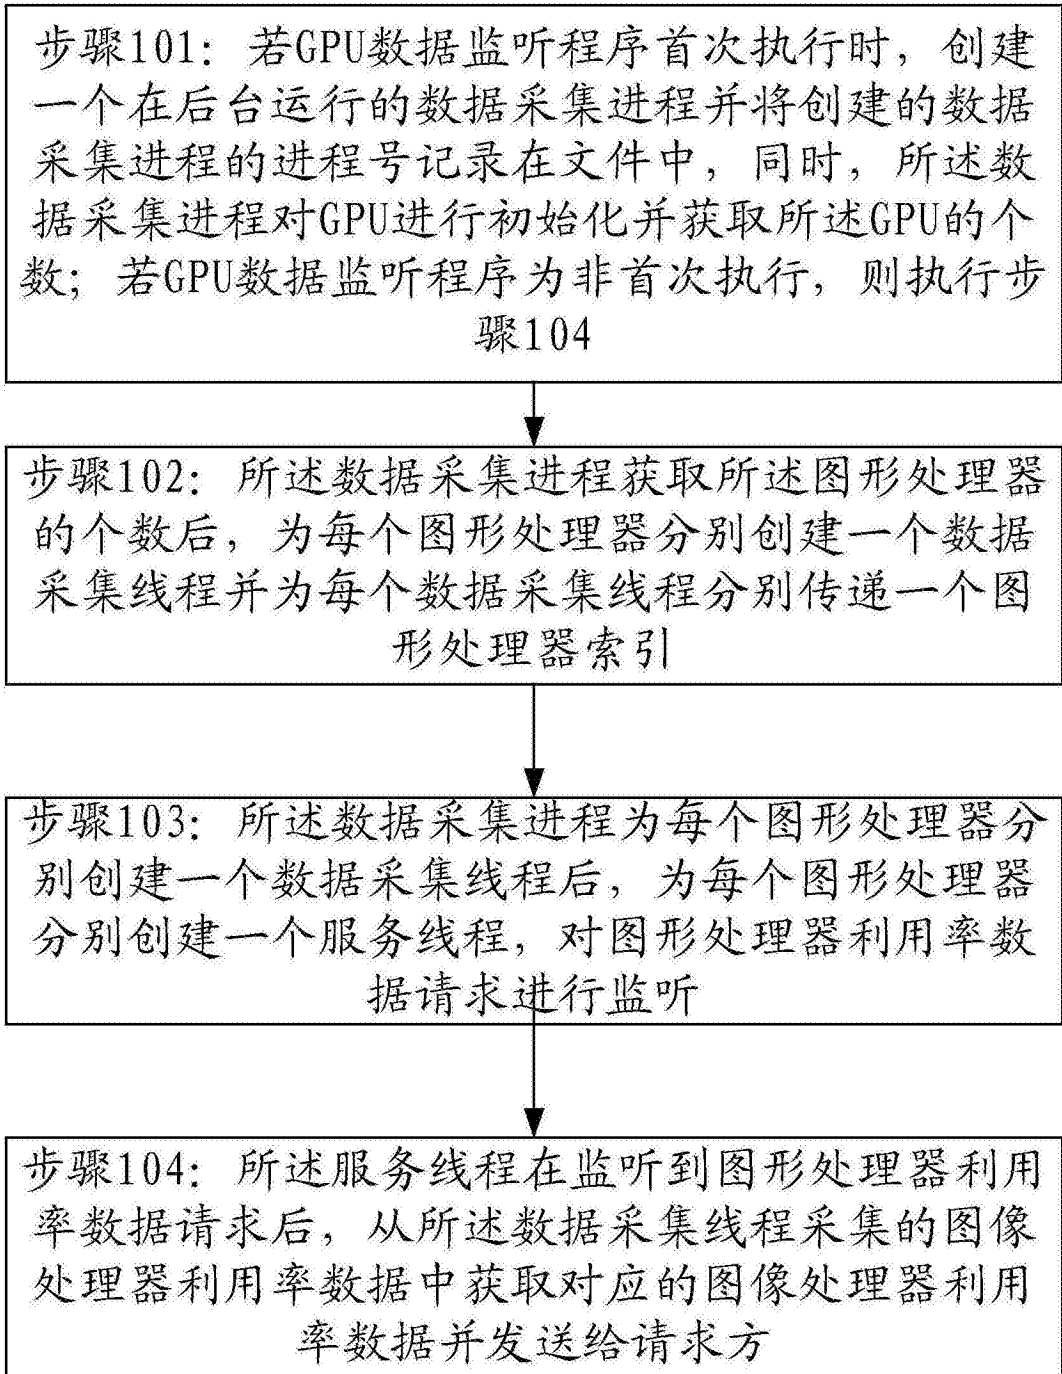 步骤101：若GPU数据监听程序首次执行时，创建
一个在后台运行的数据采集进程并将创建的数据
采集进程的进程号记录在文件中，同时，所述数
据采集进程对GPU进行初始化并获取所述GPU的个
数；若GPU数据监听程序为非首次执行，则执行步
骤104
步骤102：所述数据采集进程获取所述图形处理器
的个数后，为每个图形处理器分别创建一个数据
采集线程并为每个数据采集线程分别传递一个图
形处理器索引
步骤103：所述数据采集进程为每个图形处理器分
别创建一个数据采集线程后，为每个图形处理器
分别创建一个服务线程，对图形处理器利用率数
据请求进行监听
步骤104：所述服务线程在监听到图形处理器利用
率数据请求后，从所述数据采集线程采集的图像
处理器利用率数据中获取对应的图像处理器利用
率数据并发送给请求方